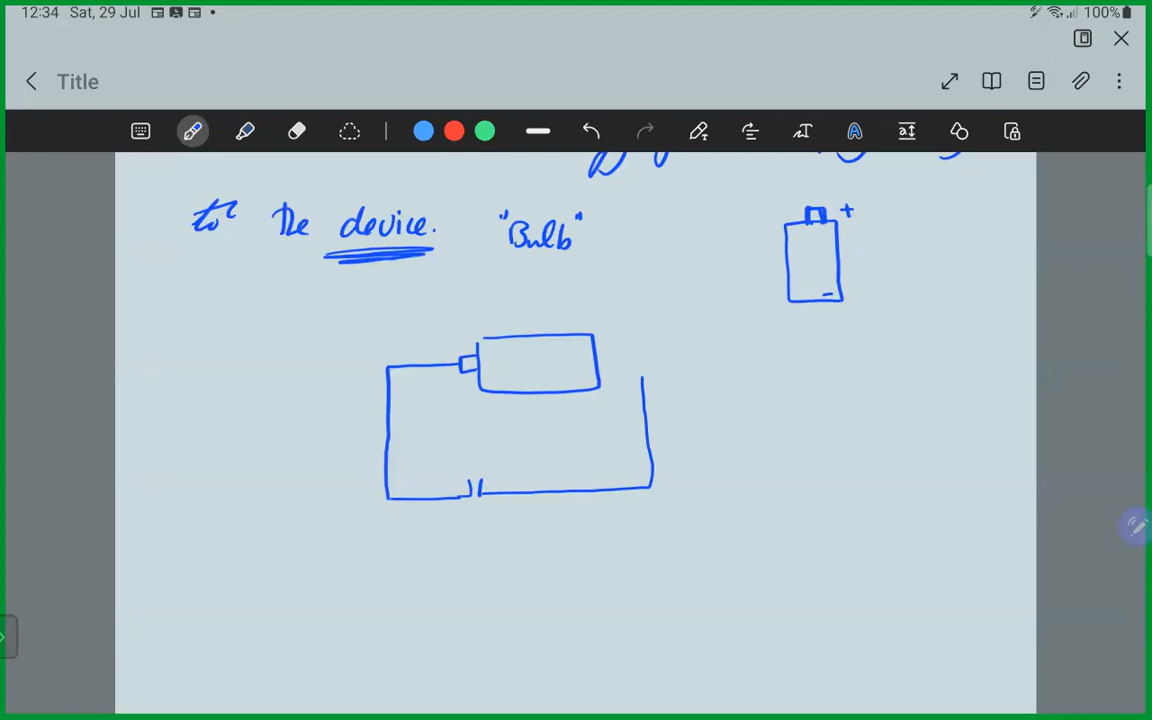 12:34 Sat, 29 Jul
100%
Title
to the device. "Bulb"
+
-